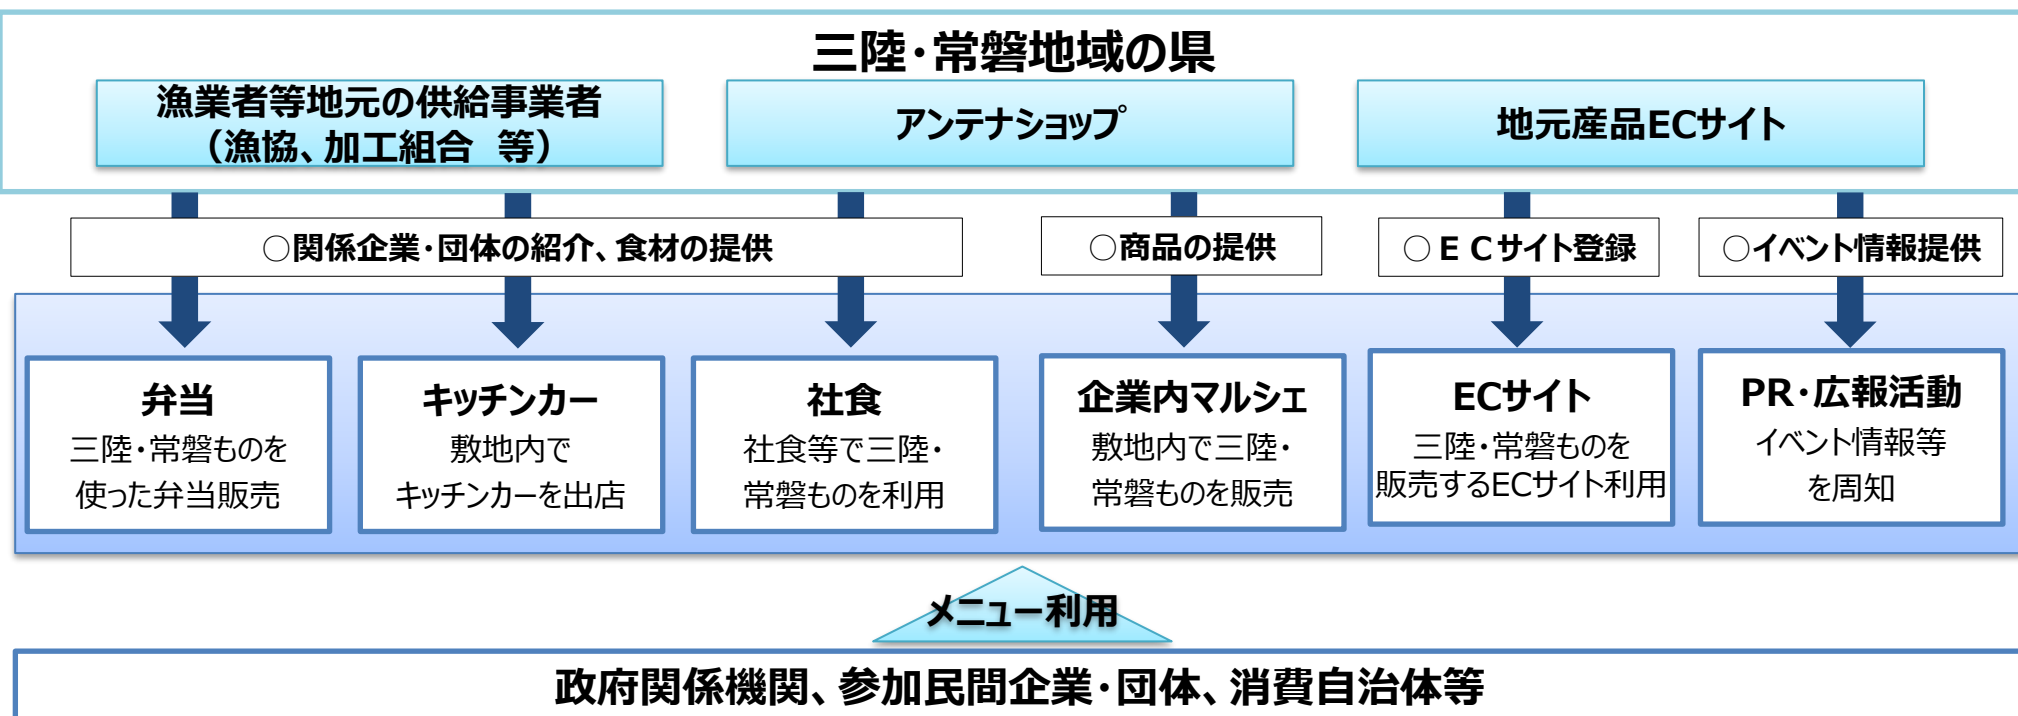 三陸・常磐地域の県
漁業者等地元の供給事業者
（漁協、加工組合　等）
アンテナショップ
地元産品ECサイト
○関係企業・団体の紹介、食材の提供
○商品の提供
○ＥＣサイト登録
○イベント情報提供
弁当
三陸・常磐ものを
使った弁当販売
キッチンカー
敷地内で
キッチンカーを出店
社食
社食等で三陸・
常磐ものを利用
企業内マルシェ
敷地内で三陸・
常磐ものを販売
ECサイト
三陸・常磐ものを
販売するECサイト利用
PR・広報活動
イベント情報等
を周知
メニュー利用
政府関係機関、参加民間企業・団体、消費自治体等